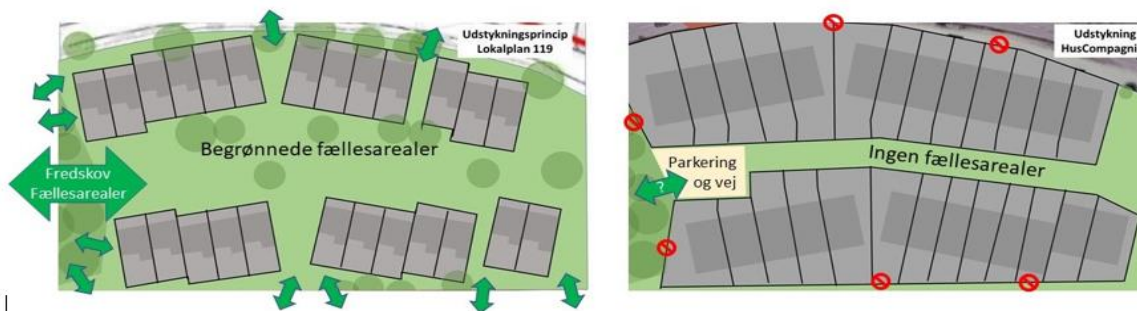 Udstykningsprincip
Lokalplan 119
Begrønnede fællesarealer
Fredskov
Fællesarealer
Udstykning
HusCompagni
Parkering
og vej
?
Ingen fællesarealer